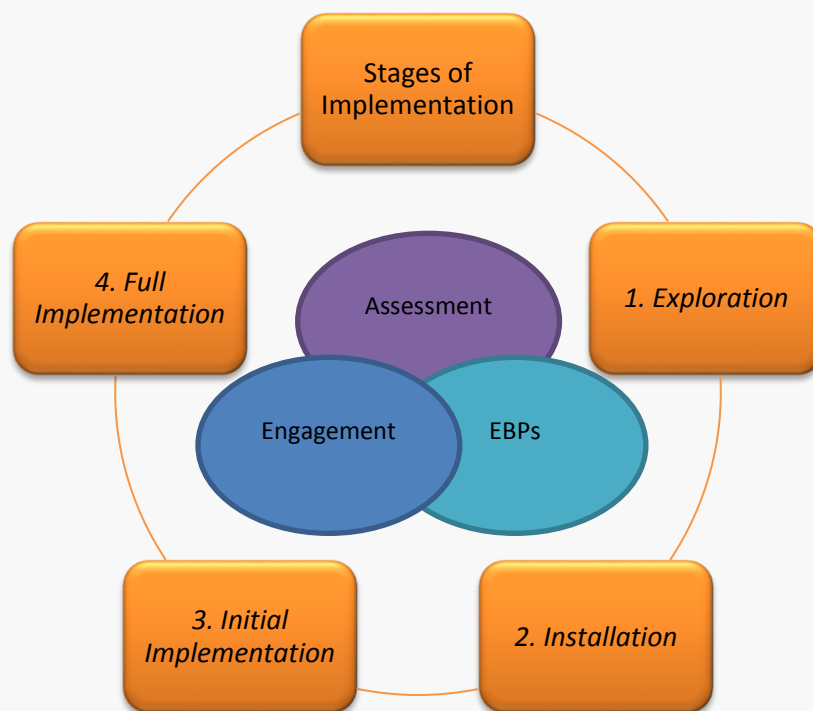 Stages of
Implementation
1. Exploration
2. Installation
3. Initial
Implementation
4. Full
Implementation
Assessment
Engagement
EBPs